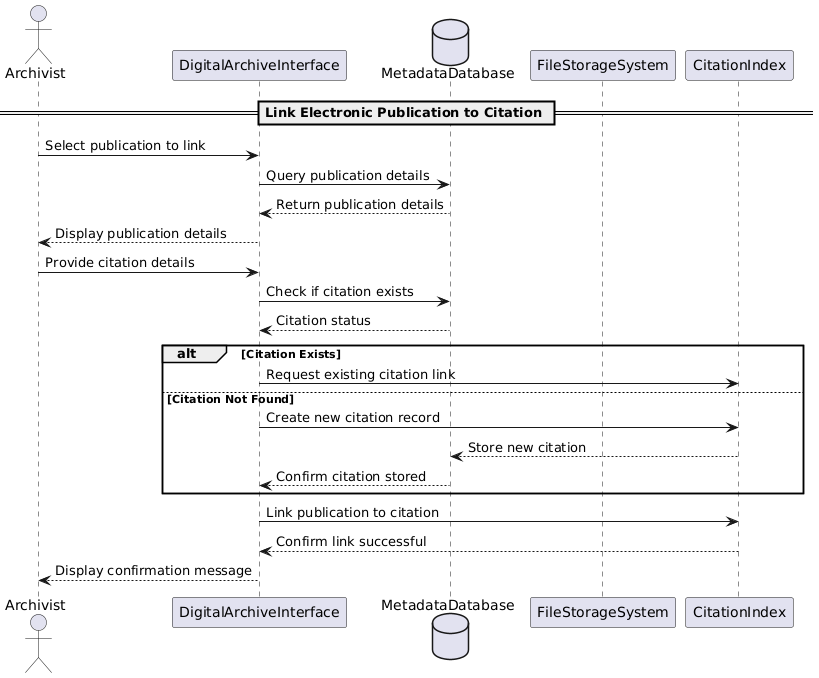 Archivist
DigitalArchiveInterface
MetadataDatabase
FileStorageSystem
CitationIndex
Link Electronic Publication to Citation
Select publication to link
Query publication details
Return publication details
Display publication details
Provide citation details
Check if citation exists
Citation status
alt
[Citation Exists]
Request existing citation link
[Citation Not Found]
Create new citation record
Store new citation
Confirm citation stored
Link publication to citation
Confirm link successful
Display confirmation message
Archivist
DigitalArchiveInterface
MetadataDatabase
FileStorageSystem
CitationIndex